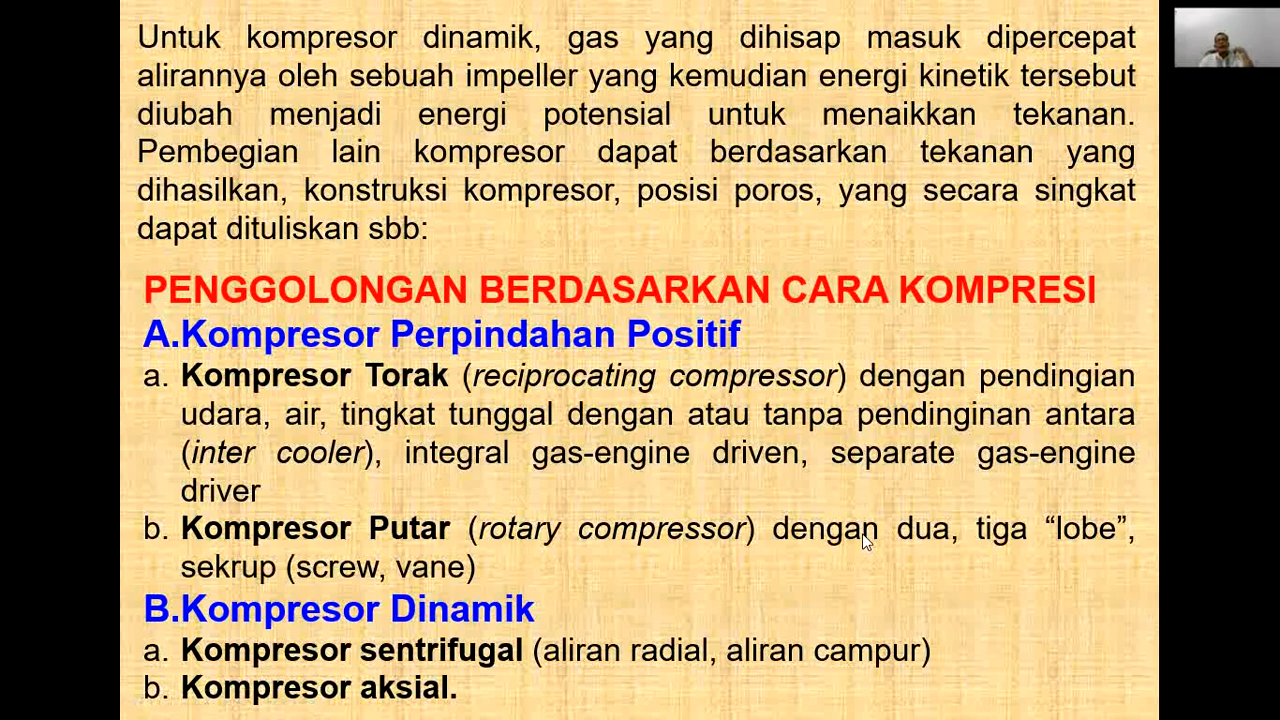 Untuk kompresor dinamik, gas yang dihisap masuk dipercepat
alirannya oleh sebuah impeller yang kemudian energi kinetik tersebut
diubah menjadi energi potensial untuk menaikkan tekanan.
Pembegian lain kompresor dapat berdasarkan tekanan yang
dihasilkan, konstruksi kompresor, posisi poros, yang secara singkat
dapat dituliskan sbb:
PENGGOLONGAN BERDASARKAN CARA KOMPRESI
A.Kompresor Perpindahan Positif
a. Kompresor Torak (reciprocating compressor) dengan pendingian
udara, air, tingkat tunggal dengan atau tanpa pendinginan antara
(inter cooler), integral gas-engine driven, separate gas-engine
driver
b. Kompresor Putar (rotary compressor) dengan dua, tiga “lobe”,
sekrup (screw, vane)
B.Kompresor Dinamik
a. Kompresor sentrifugal (aliran radial, aliran campur)
b. Kompresor aksial.